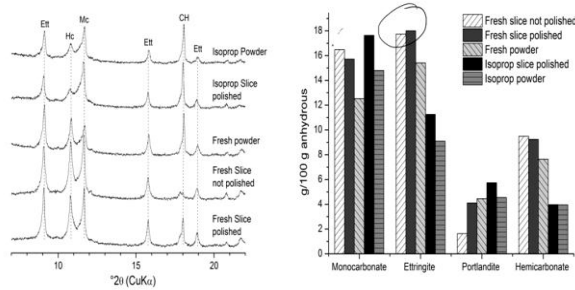 Ett
Hc
Mc
Ett
CH
Ett
Isoprop Powder
Isoprop Slice
polished
Fresh powder
Fresh Slice
not polished
Fresh Slice
polished
10
15
20
°2θ (CuKα)
g/100 g anhydrous
18
16
14
12
10
8
6
4
2
0
Fresh slice not polished
Fresh slice polished
Fresh powder
Isoprop slice polished
Isoprop powder
Monocarbonate
Ettringite
Portlandite
Hemicarbonate